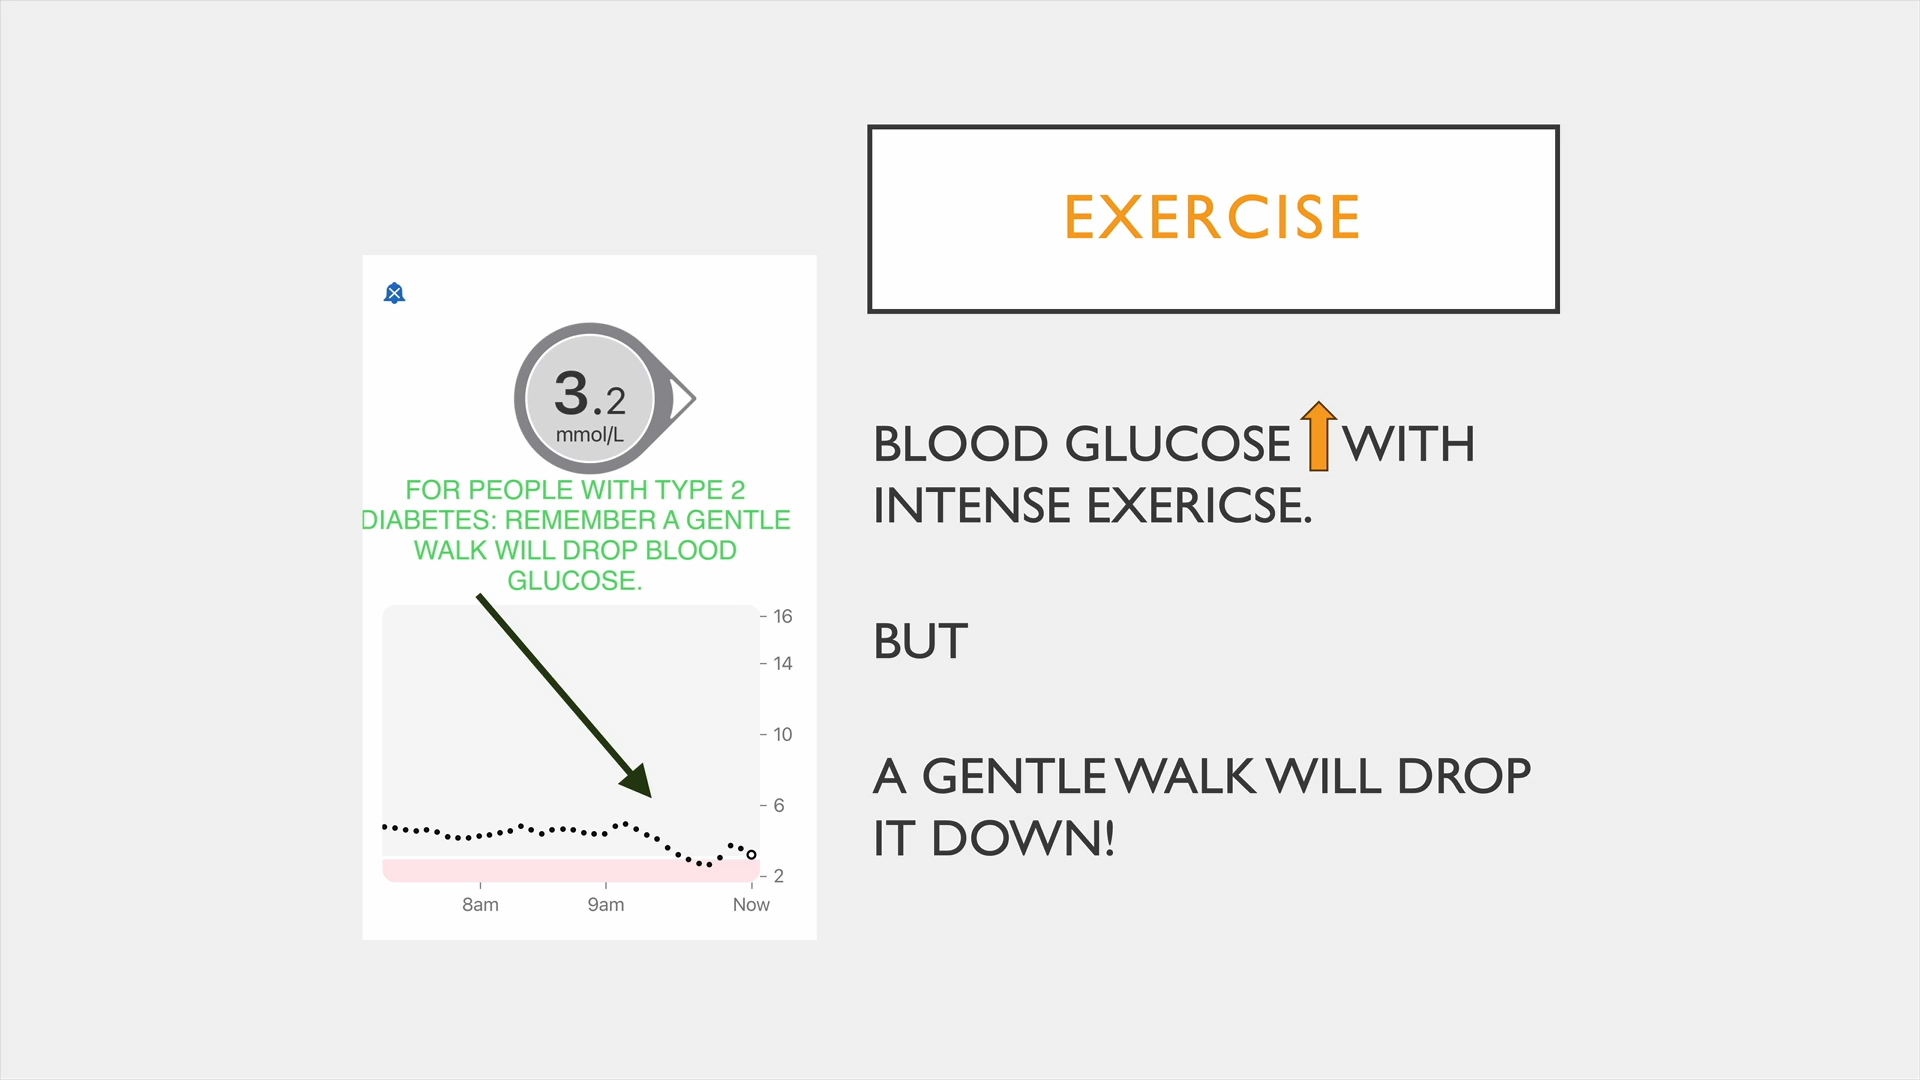 EXERCISE
3.2
mmol/L
FOR PEOPLE WITH TYPE 2
DIABETES: REMEMBER A GENTLE
WALK WILL DROP BLOOD
GLUCOSE.
16
14
10
6
2
8am
9am
Now
BLOOD GLUCOSE WITH
INTENSE EXERICSE.
BUT
A GENTLE WALK WILL DROP
IT DOWN!